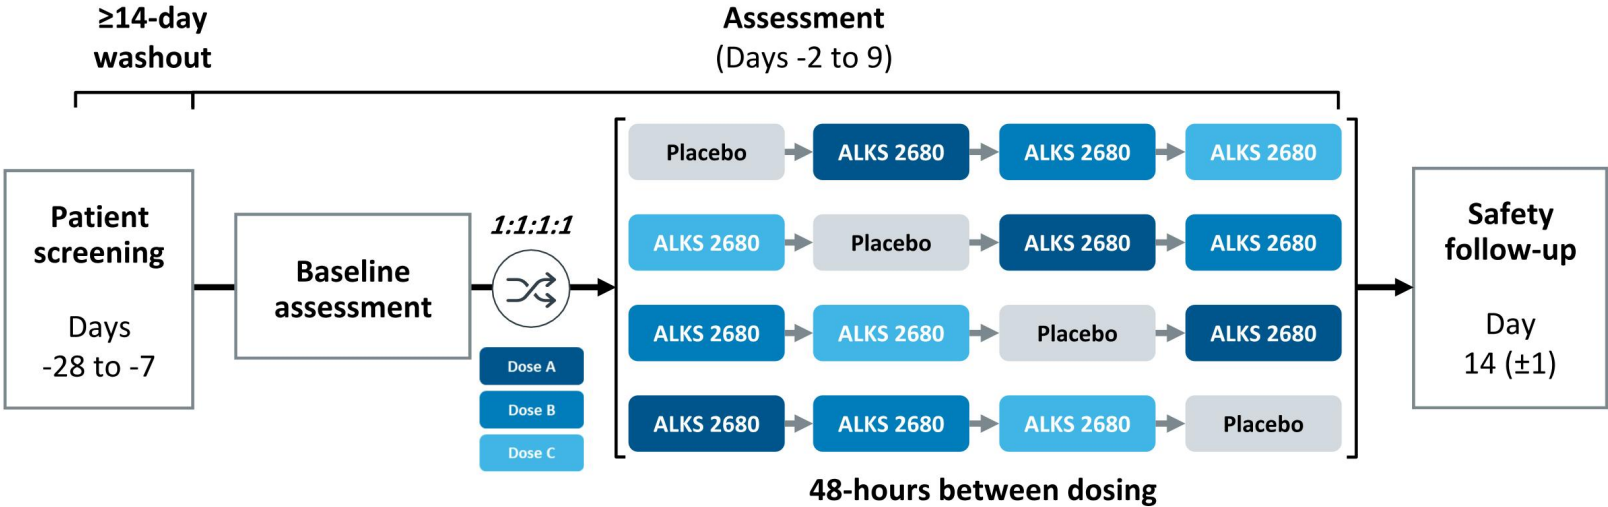 ≥14-day
washout
Assessment
(Days -2 to 9)
Patient
screening
Days
-28 to -7
Baseline
assessment
1:1:1:1
Dose A
Dose B
Dose C
Placebo
ALKS 2680
ALKS 2680
ALKS 2680
ALKS 2680
Placebo
ALKS 2680
ALKS 2680
ALKS 2680
ALKS 2680
Placebo
ALKS 2680
ALKS 2680
ALKS 2680
ALKS 2680
Placebo
48-hours between dosing
Safety
follow-up
Day
14 (±1)